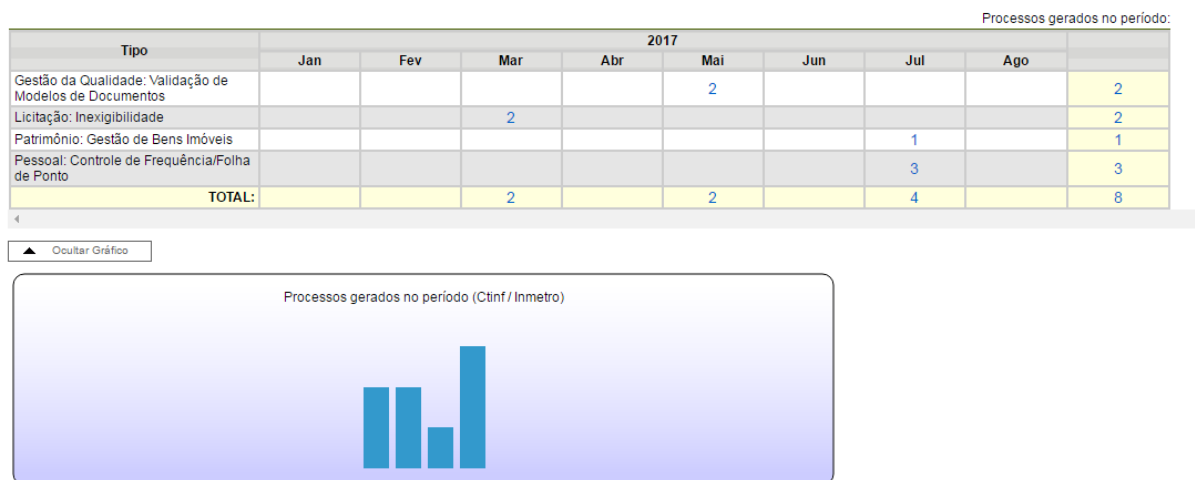 Processos gerados no período:
Tipo 2017
Jan Fev Mar Abr Mai Jun Jul Ago
Gestão da Qualidade: Validação de
Modelos de Documentos 2 2
Licitação: Inexigibilidade 2 2
Patrimônio: Gestão de Bens Imóveis 1 1
Pessoal: Controle de Frequência/Folha
de Ponto 3 3
TOTAL: 2 2 4 8
Ocultar Gráfico
Processos gerados no período (Ctinf / Inmetro)